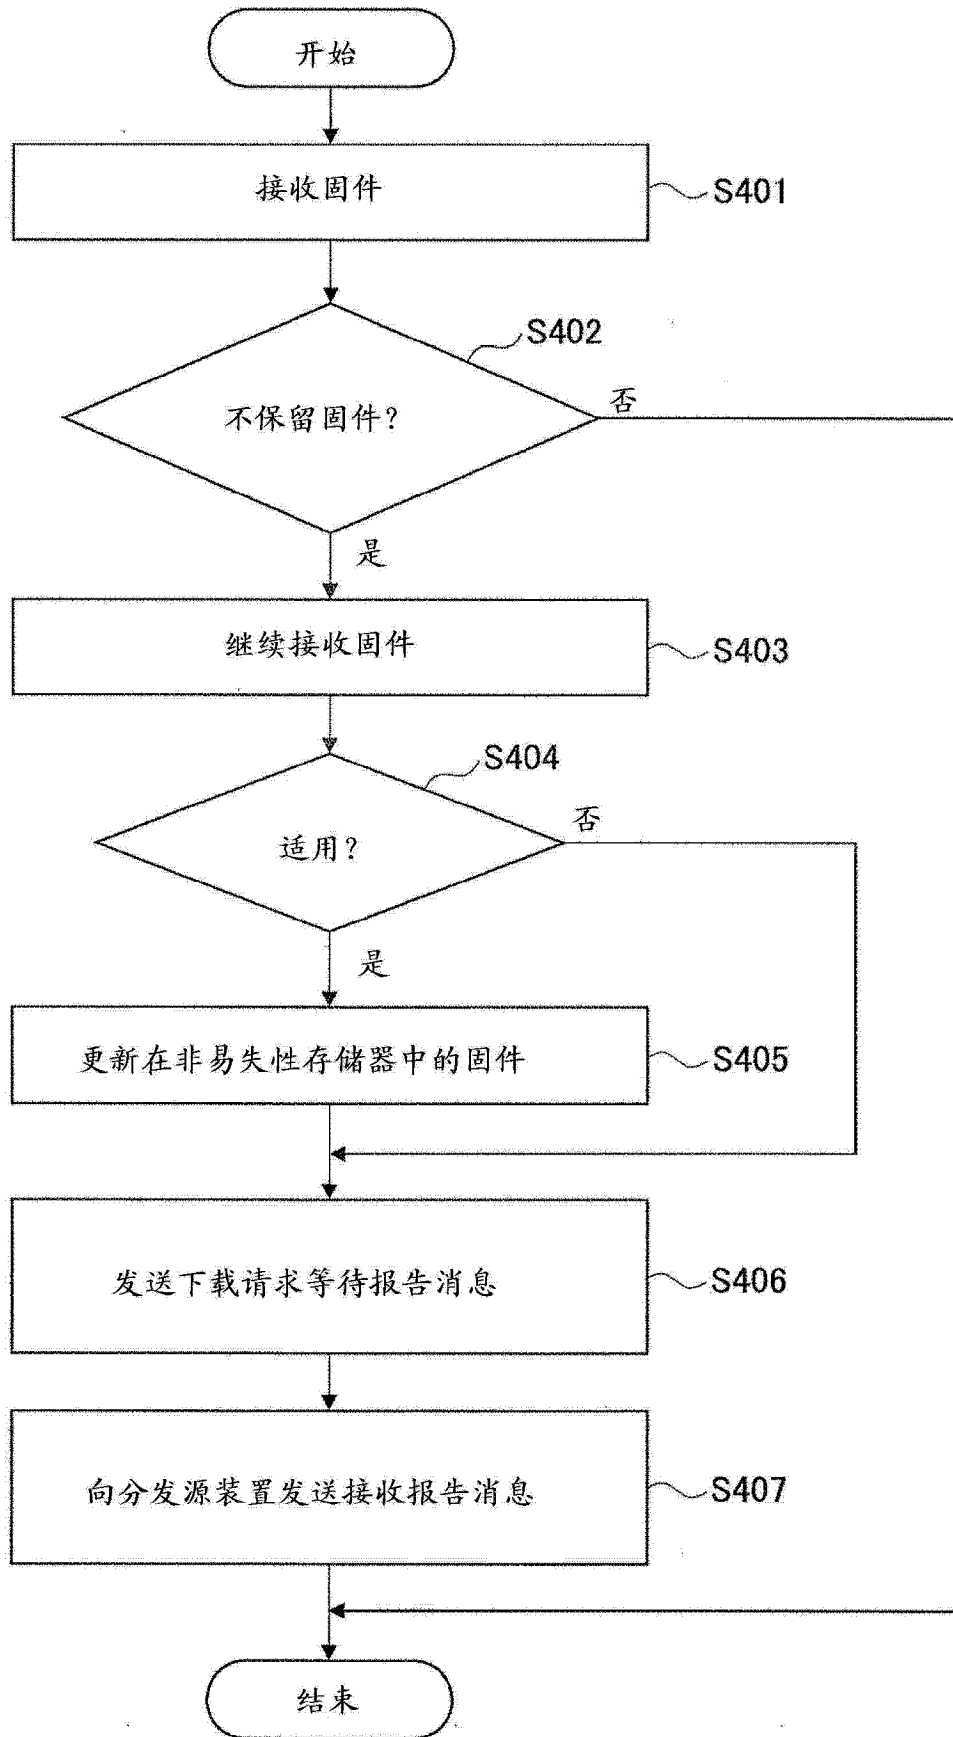 开始
接收固件
S401
S402
不保留固件?
否
是
继续接收固件
S403
S404
适用?
否
是
更新在非易失性存储器中的固件
S405
发送下载请求等待报告消息
S406
向分发源装置发送接收报告消息
S407
结束